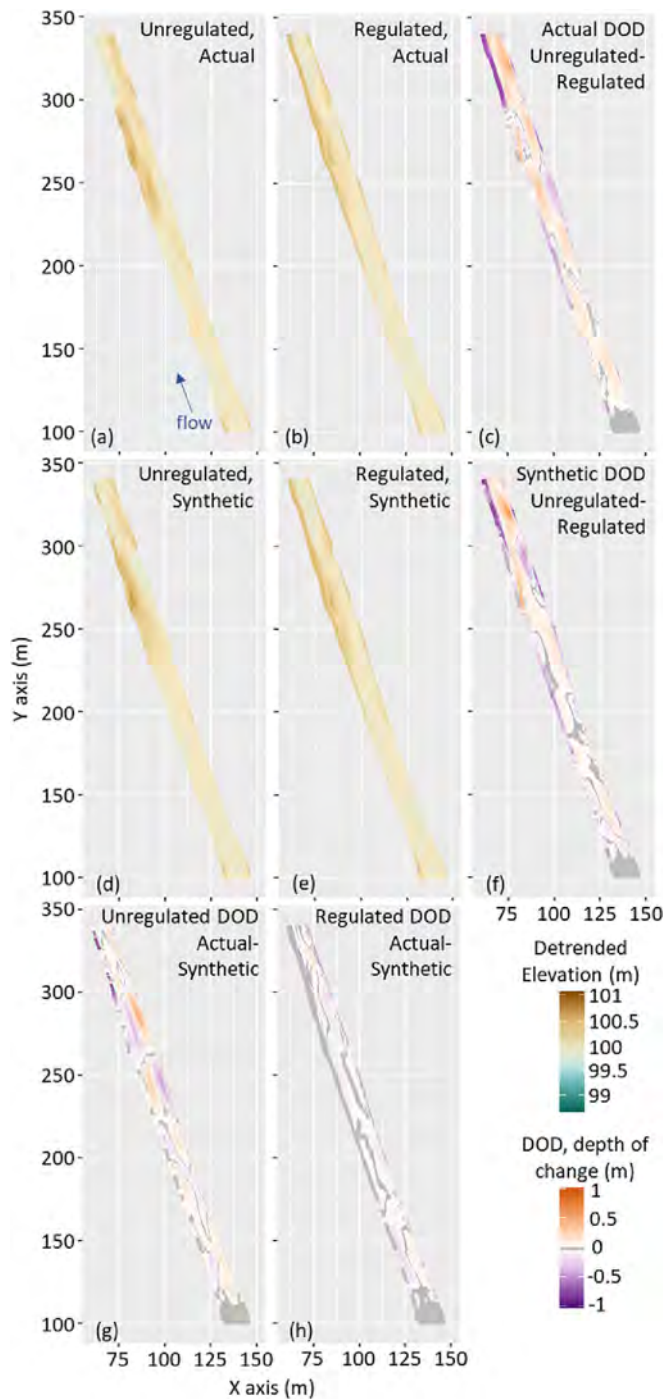 350
300
250
200
150
100
Unregulated,
Actual
flow
(a)
Regulated,
Actual
(b)
Actual DOD
Unregulated-
Regulated
(c)
Y axis (m)
350
300
250
200
150
100
Unregulated,
Synthetic
(d)
Regulated,
Synthetic
(e)
Synthetic DOD
Unregulated-
Regulated
(f)
75 100 125 150
350
300
250
200
150
100
Unregulated DOD
Actual-
Synthetic
(g)
75 100 125 150
Regulated DOD
Actual-
Synthetic
(h)
75 100 125 150
X axis (m)
Detrended
Elevation (m)
101
100.5
100
99.5
99
DOD, depth of
change (m)
1
0.5
0
-0.5
-1